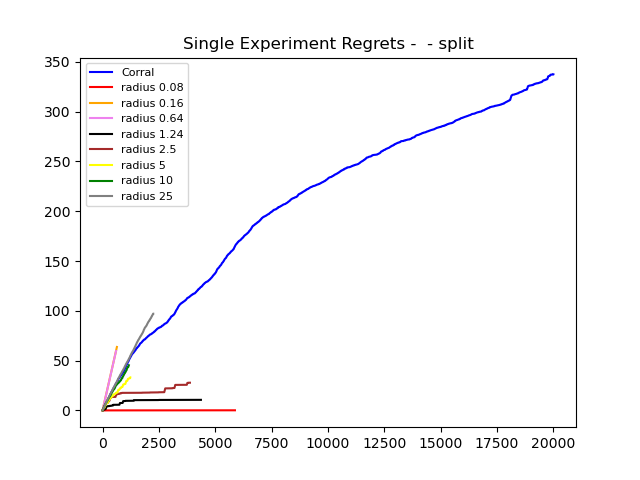 Single Experiment Regrets -  - split
350
300
250
200
150
100
50
0
Corral
radius 0.08
radius 0.16
radius 0.64
radius 1.24
radius 2.5
radius 5
radius 10
radius 25
0 2500 5000 7500 10000 12500 15000 17500 20000